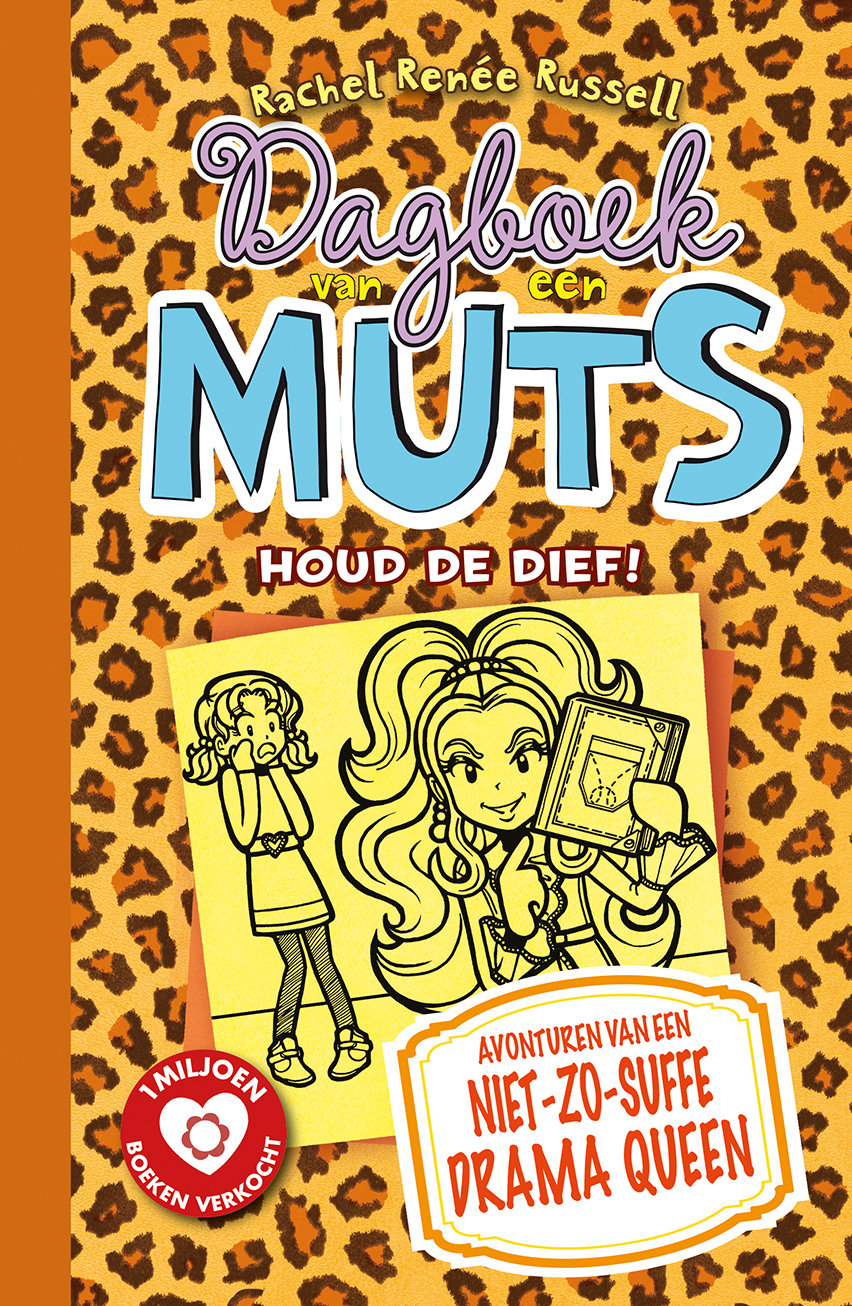 Rachel Renée Russell
Dagboek
van een
MUTS
HOUD DE DIEF!
AVONTUREN VAN EEN
NIET-ZO-SUFFE
DRAMA QUEEN
1 MILJOEN
BOEKEN VERKOCHT